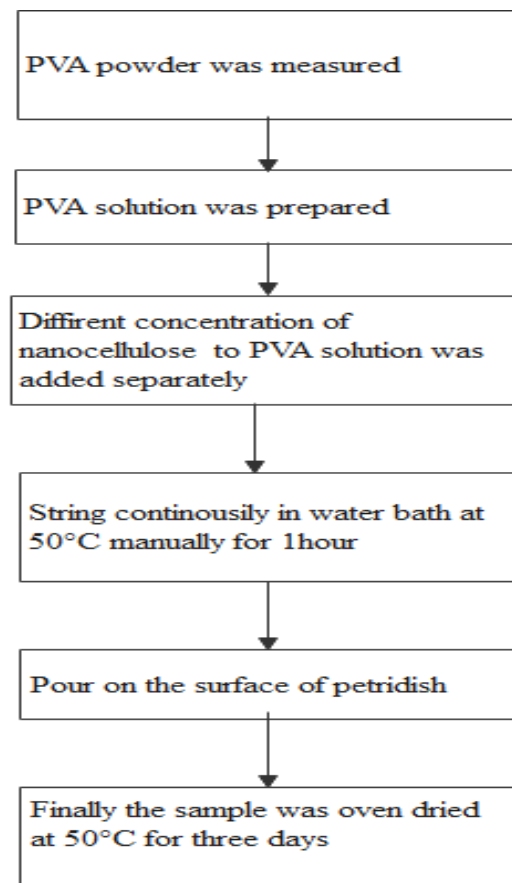 PVA powder was measured
PVA solution was prepared
Diffirent concentration of
nanocellulose to PVA solution was
added separately
String continousily in water bath at
50°C manually for 1hour
Pour on the surface of petridish
Finally the sample was oven dried
at 50°C for three days